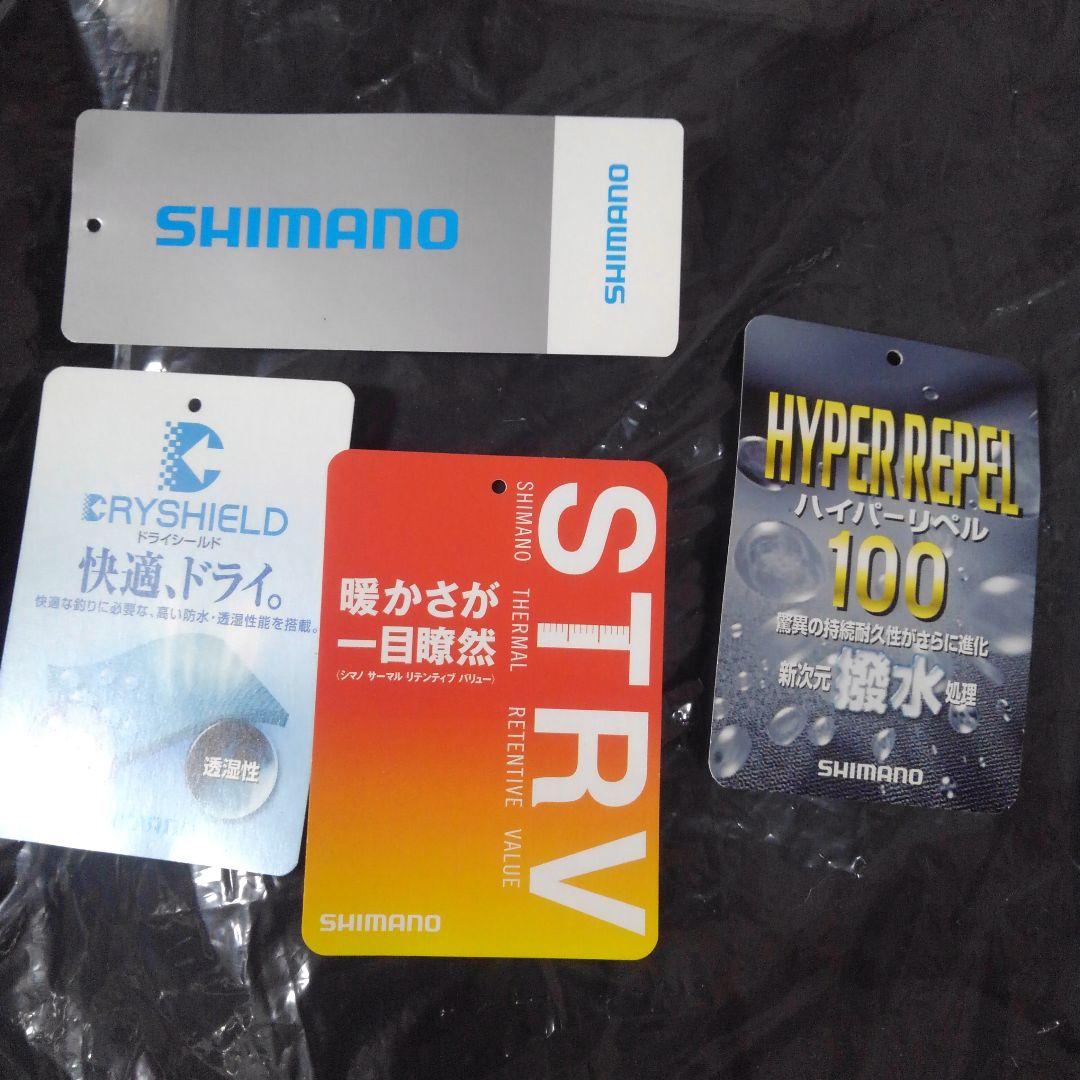 SHIMANO
SHIMANO
DRYSHIELD
ドライシールド
快適、ドライ。
快適な釣りに必要な、高い防水・透湿性能を搭載。
透湿性
STRV
SHIMANO THERMAL RETENTIVE VALUE
暖かさが
一目瞭然
(シマノ サーマル リテンティブ バリュー)
SHIMANO
HYPER REPEL
ハイパーリペル
100
驚異の持続耐久性がさらに進化
新次元 撥水 処理
SHIMANO